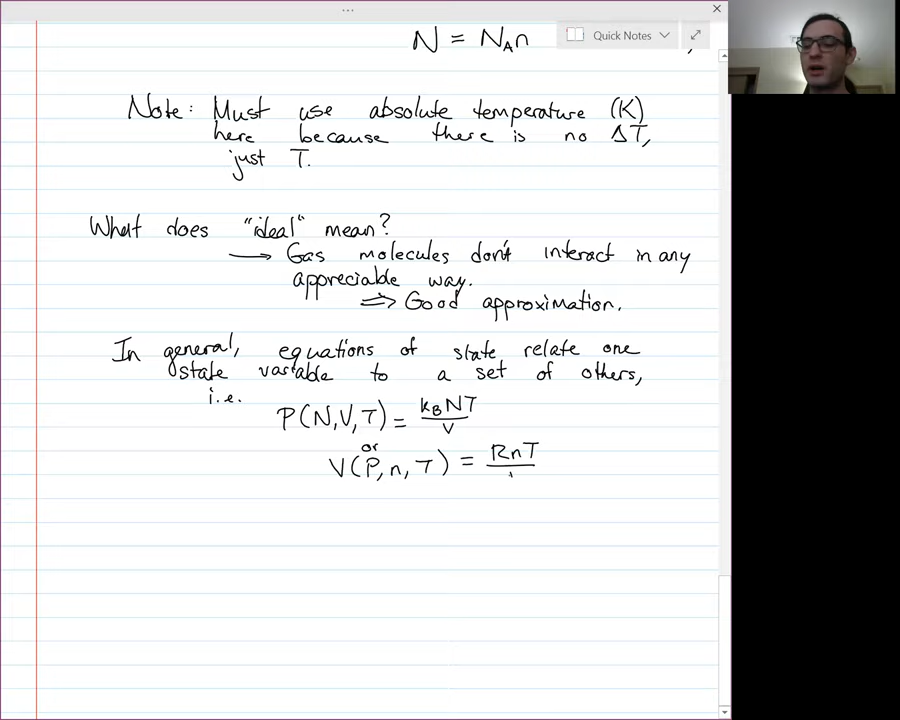 ...
Quick Notes
N = N_A n
,
Note: Must use absolute temperature (K)
here because there is no ΔT,
just T.
What does "ideal" mean?
→ Gas molecules don't interact in any
appreciable way.
⇒ Good approximation.
In general, equations of state relate one
state variable to a set of others,
i.e.
P(N,V,T) = k_B NT / V
or
V(P,n,T) = RnT /